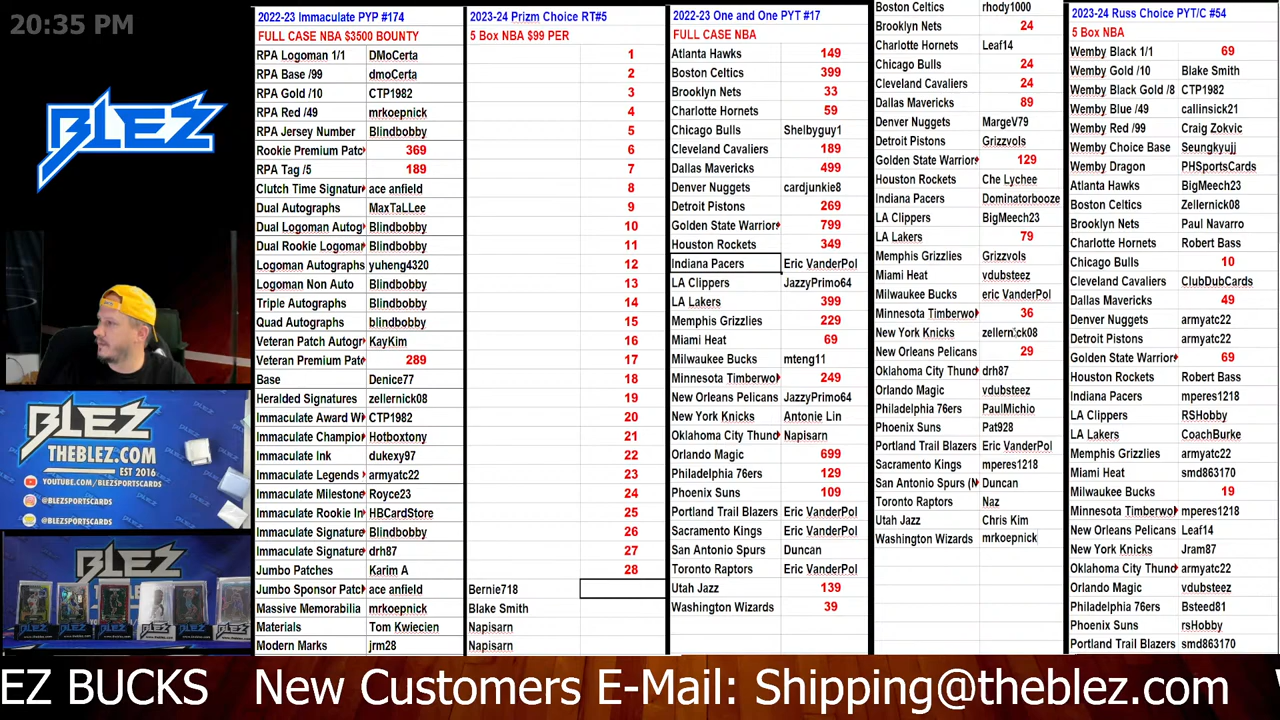 20:35 PM
BLEZ
BLEZ
THEBLEZ.COM
EST 2016
YOUTUBE.COM/BLEZSPORTSCARDS
@BLEZSPORTSCARDS
@BLEZSPORTSCARDS
2022-23 Immaculate PYP #174
FULL CASE NBA $3500 BOUNTY
RPA Logoman 1/1 DMoCerta
RPA Base /99 dmoCerta
RPA Gold /10 CTP1982
RPA Red /49 mrkoepnick
RPA Jersey Number Blindbobby
Rookie Premium Patc 369
RPA Tag /5 189
Clutch Time Signatur ace anfield
Dual Autographs MaxTaLLee
Dual Logoman Autog Blindbobby
Dual Rookie Logomar Blindbobby
Logoman Autographs yuheng4320
Logoman Non Auto Blindbobby
Triple Autographs Blindbobby
Quad Autographs blindbobby
Veteran Patch Autogr KayKim
Veteran Premium Pat 289
Base Denice77
Heralded Signatures zellernick08
Immaculate Award Wi CTP1982
Immaculate Champio Hotboxtony
Immaculate Ink dukexy97
Immaculate Legends armyatc22
Immaculate Milestone Royce23
Immaculate Rookie In HBCardStore
Immaculate Signature Blindbobby
Immaculate Signature drh87
Jumbo Patches Karim A
Jumbo Sponsor Patc ace anfield
Massive Memorabilia mrkoepnick
Materials Tom Kwiecien
Modern Marks jrm28
2023-24 Prizm Choice RT#5
5 Box NBA $99 PER
1
2
3
4
5
6
7
8
9
10
11
12
13
14
15
16
17
18
19
20
21
22
23
24
25
26
27
28
Bernie718
Blake Smith
Napisarn
Napisarn
2022-23 One and One PYT #17
FULL CASE NBA
Atlanta Hawks 149
Boston Celtics 399
Brooklyn Nets 33
Charlotte Hornets 59
Chicago Bulls Shelbyguy1
Cleveland Cavaliers 189
Dallas Mavericks 499
Denver Nuggets cardjunkie8
Detroit Pistons 269
Golden State Warrior 799
Houston Rockets 349
Indiana Pacers Eric VanderPol
LA Clippers JazzyPrimo64
LA Lakers 399
Memphis Grizzlies 229
Miami Heat 69
Milwaukee Bucks mteng11
Minnesota Timberwol 249
New Orleans Pelicans JazzyPrimo64
New York Knicks Antonie Lin
Oklahoma City Thund Napisarn
Orlando Magic 699
Philadelphia 76ers 129
Phoenix Suns 109
Portland Trail Blazers Eric VanderPol
Sacramento Kings Eric VanderPol
San Antonio Spurs Duncan
Toronto Raptors Eric VanderPol
Utah Jazz 139
Washington Wizards 39
Boston Celtics rhody1000
Brooklyn Nets 24
Charlotte Hornets Leaf14
Chicago Bulls 24
Cleveland Cavaliers 24
Dallas Mavericks 89
Denver Nuggets MargeV79
Detroit Pistons Grizzvols
Golden State Warrior 129
Houston Rockets Che Lychee
Indiana Pacers Dominatorbooze
LA Clippers BigMeech23
LA Lakers 79
Memphis Grizzlies Grizzvols
Miami Heat vdubsteez
Milwaukee Bucks eric VanderPol
Minnesota Timberwol 36
New York Knicks zellernick08
New Orleans Pelicans 29
Oklahoma City Thund drh87
Orlando Magic vdubsteez
Philadelphia 76ers PaulMichio
Phoenix Suns Pat928
Portland Trail Blazers Eric VanderPol
Sacramento Kings mperes1218
San Antonio Spurs (N Duncan
Toronto Raptors Naz
Utah Jazz Chris Kim
Washington Wizards mrkoepnick
2023-24 Russ Choice PYT/C #54
5 Box NBA
Wemby Black 1/1 69
Wemby Gold /10 Blake Smith
Wemby Black Gold /8 CTP1982
Wemby Blue /49 callinsick21
Wemby Red /99 Craig Zokvic
Wemby Choice Base Seungkyujj
Wemby Dragon PHSportsCards
Atlanta Hawks BigMeech23
Boston Celtics Zellernick08
Brooklyn Nets Paul Navarro
Charlotte Hornets Robert Bass
Chicago Bulls 10
Cleveland Cavaliers ClubDubCards
Dallas Mavericks 49
Denver Nuggets armyatc22
Detroit Pistons armyatc22
Golden State Warrior 69
Houston Rockets Robert Bass
Indiana Pacers mperes1218
LA Clippers RSHobby
LA Lakers CoachBurke
Memphis Grizzlies armyatc22
Miami Heat smd863170
Milwaukee Bucks 19
Minnesota Timberwo mperes1218
New Orleans Pelicans Leaf14
New York Knicks Jram87
Oklahoma City Thund armyatc22
Orlando Magic vdubsteez
Philadelphia 76ers Bsteed81
Phoenix Suns rsHobby
Portland Trail Blazers smd863170
EZ BUCKS New Customers E-Mail: Shipping@theblez.com